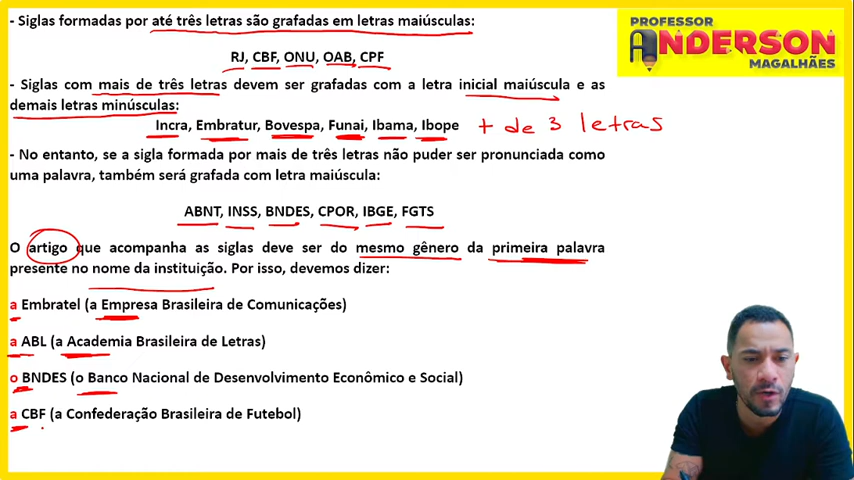 - Siglas formadas por até três letras são grafadas em letras maiúsculas:
RJ, CBF, ONU, OAB, CPF
- Siglas com mais de três letras devem ser grafadas com a letra inicial maiúscula e as
demais letras minúsculas:
Incra, Embratur, Bovespa, Funai, Ibama, Ibope + de 3 letras
- No entanto, se a sigla formada por mais de três letras não puder ser pronunciada como
uma palavra, também será grafada com letra maiúscula:
ABNT, INSS, BNDES, CPOR, IBGE, FGTS
O artigo que acompanha as siglas deve ser do mesmo gênero da primeira palavra
presente no nome da instituição. Por isso, devemos dizer:
a Embratel (a Empresa Brasileira de Comunicações)
a ABL (a Academia Brasileira de Letras)
o BNDES (o Banco Nacional de Desenvolvimento Econômico e Social)
a CBF (a Confederação Brasileira de Futebol)
PROFESSOR
ANDERSON
MAGALHÃES